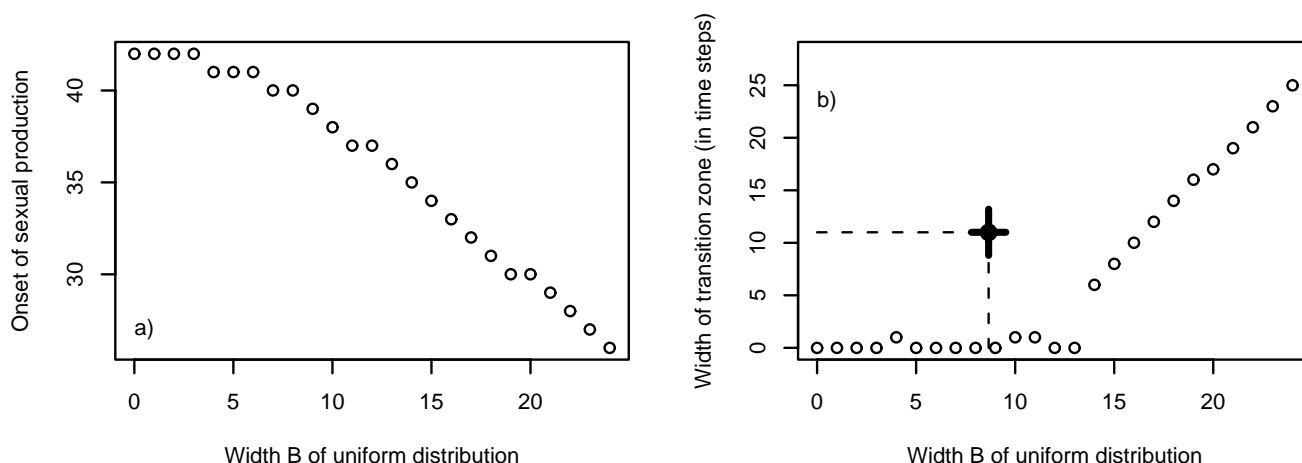 Onset of sexual production
40
35
30
a)
0 5 10 15 20
Width B of uniform distribution
Width of transition zone (in time steps)
25
20
15
10
5
0
b)
0 5 10 15 20
Width B of uniform distribution